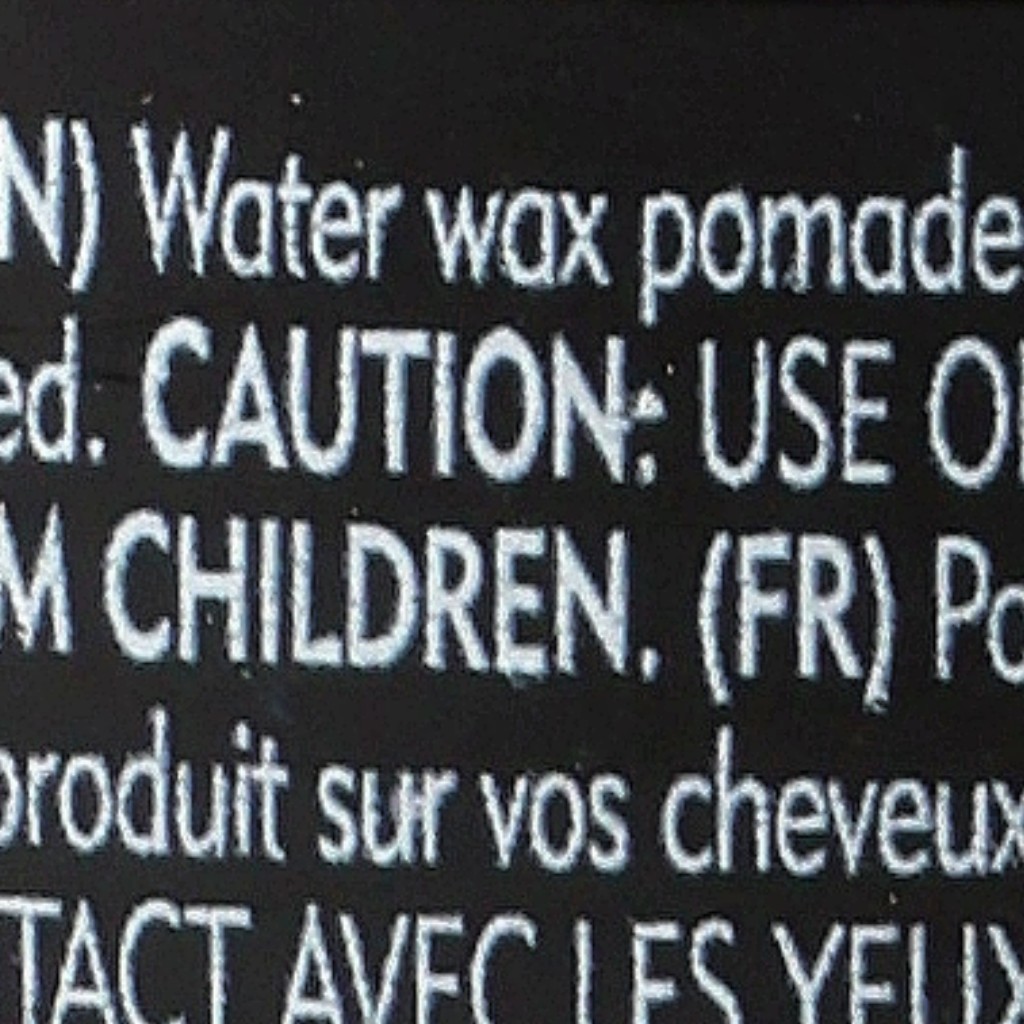 N) Water wax pomade
ed. CAUTION: USE O
M CHILDREN. (FR) Po
produit sur vos cheveux
TACT AVEC LES YEUX